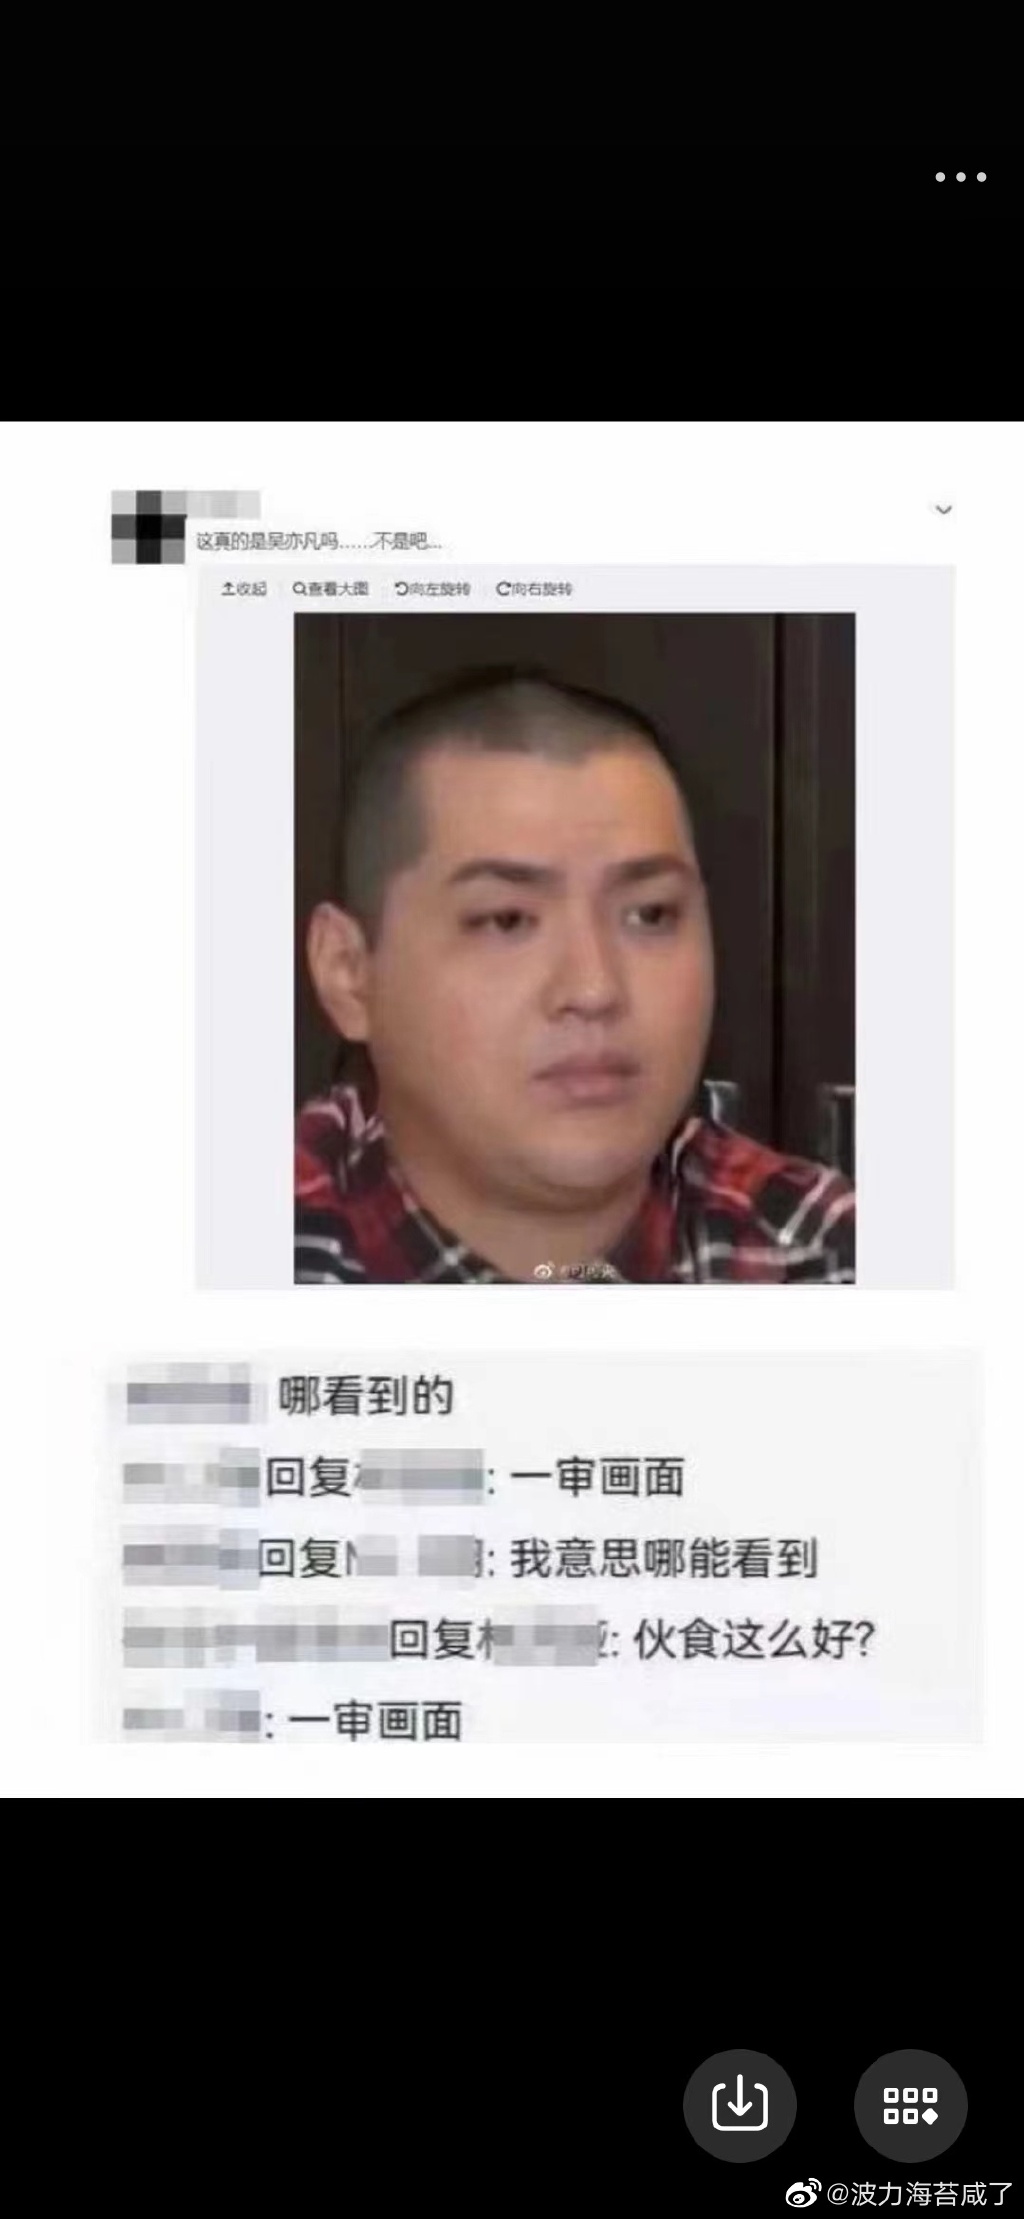 这真的是吴亦凡吗......不是吧...
收起 查看大图 向左旋转 向右旋转
哪看到的
回复 : 一审画面
回复 : 我意思哪能看到
回复 : 伙食这么好?
: 一审画面
@波力海苔咸了